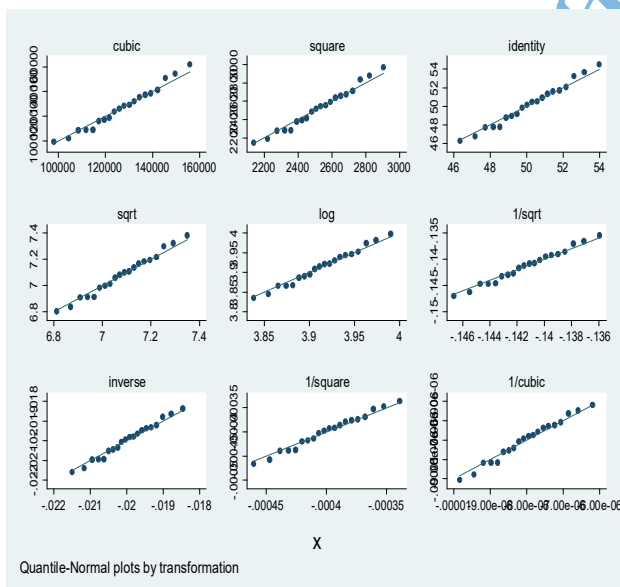 cubic
square
identity
100000 120000 140000 160000
2200 2400 2600 2800 3000
46 48 50 52 54
46 48 50 52 54
sqrt
log
1/sqrt
6.8 7 7.2 7.4
6.8 7 7.2 7.4
3.85 3.9 3.95 4
-.146 -.144 -.142 -.14 -.138 -.136
inverse
1/square
1/cubic
-.022 -.021 -.02 -.019 -.018
-.00045 -.0004 -.00035
X
Quantile-Normal plots by transformation